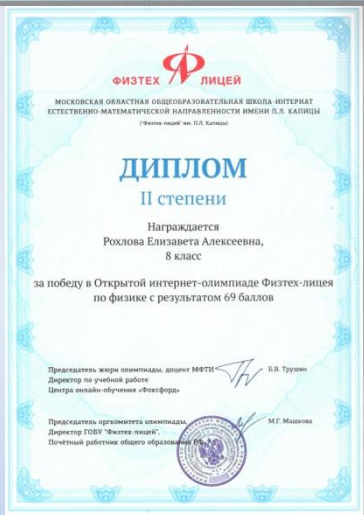 ФИЗТЕХ ЛИЦЕЙ
МОСКОВСКАЯ ОБЛАСТНАЯ ОБЩЕОБРАЗОВАТЕЛЬНАЯ ШКОЛА-ИНТЕРНАТ
ЕСТЕСТВЕННО-МАТЕМАТИЧЕСКОЙ НАПРАВЛЕННОСТИ ИМЕНИ П.Л. КАПИЦЫ
("Физтех-лицей" им. П.Л. Капицы)
ДИПЛОМ
II степени
Награждается
Рохлова Елизавета Алексеевна,
8 класс
за победу в Открытой интернет-олимпиаде Физтех-лицея
по физике с результатом 69 баллов
Председатель жюри олимпиады, доцент МФТИ Б.В. Трушин
Директор по учебной работе
Центра онлайн-обучения «Фоксфорд»
Председатель оргкомитета олимпиады, М.Г. Машкова
Директор ГОБУ "Физтех-лицей",
Почётный работник общего образования РФ